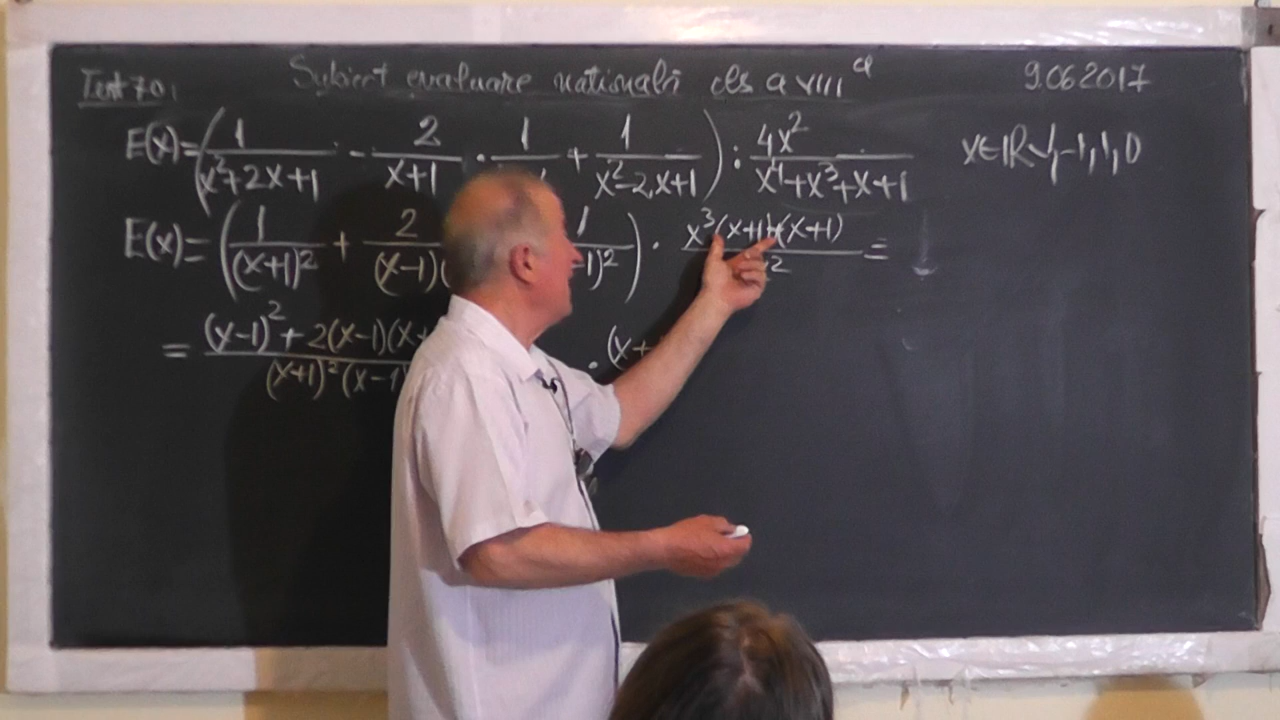 Test 70. Subiect evaluare natională cls a VIII a 9.06.2017
E(x)=(1/(x²+2x+1) - 2/(x+1) · 1/ + 1/(x²-2x+1)) : 4x²/(x⁴+x³+x+1) x∈ℝ\{-1,1,0
E(x)=(1/(x+1)² + 2/(x-1)( 1/-1)²) · x³(x+1)+(x+1)/ ² =
= (x-1)²+2(x-1)(x+ /(x+1)²(x-1) · (x+